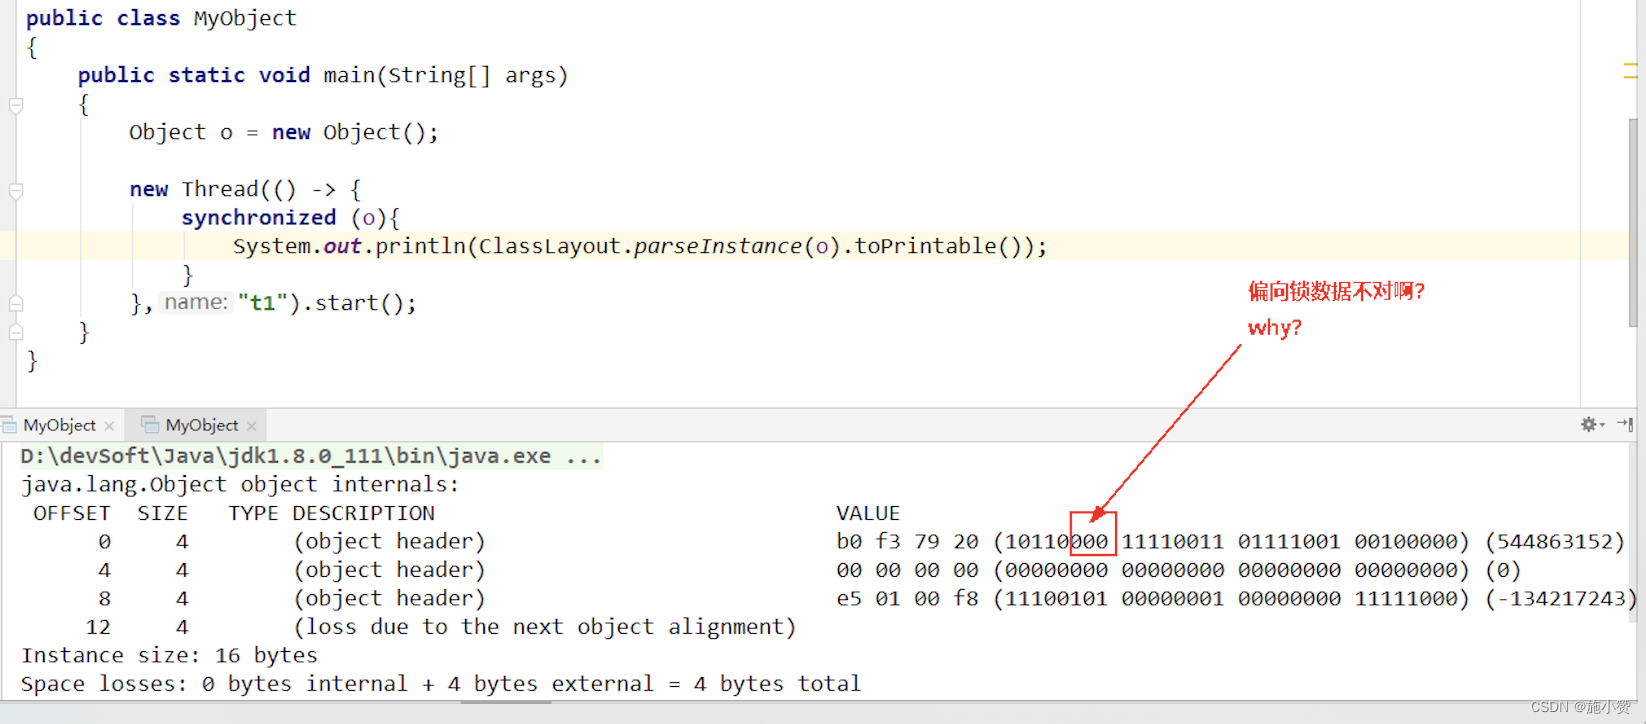 public class MyObject
{
public static void main(String[] args)
{
Object o = new Object();
new Thread(() -> {
synchronized (o){
System.out.println(ClassLayout.parseInstance(o).toPrintable());
}
}, name: "t1").start();
}
}
偏向锁数据不对啊?
why?
MyObject × MyObject ×
D:\devSoft\Java\jdk1.8.0_111\bin\java.exe ...
java.lang.Object object internals:
OFFSET SIZE TYPE DESCRIPTION VALUE
0 4 (object header) b0 f3 79 20 (10110000 11110011 01111001 00100000) (544863152)
4 4 (object header) 00 00 00 00 (00000000 00000000 00000000 00000000) (0)
8 4 (object header) e5 01 00 f8 (11100101 00000001 00000000 11111000) (-134217243)
12 4 (loss due to the next object alignment)
Instance size: 16 bytes
Space losses: 0 bytes internal + 4 bytes external = 4 bytes total
CSDN @施小赞